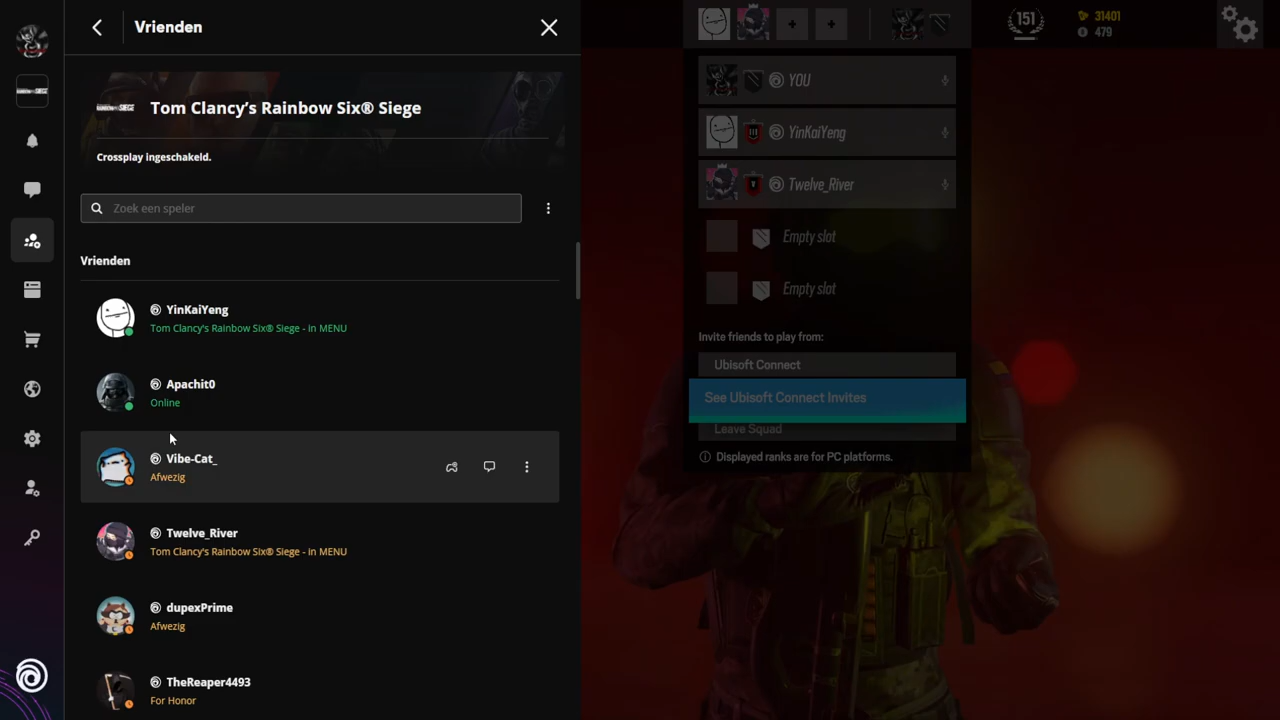 Vrienden
Tom Clancy's Rainbow Six® Siege
Crossplay ingeschakeld.
Zoek een speler
Vrienden
YinKaiYeng
Tom Clancy's Rainbow Six® Siege - in MENU
Apachit0
Online
Vibe-Cat_
Afwezig
Twelve_River
Tom Clancy's Rainbow Six® Siege - in MENU
dupexPrime
Afwezig
TheReaper4493
For Honor
151
31401
479
YOU
YinKaiYeng
Twelve_River
Empty slot
Empty slot
Invite friends to play from:
Ubisoft Connect
See Ubisoft Connect Invites
Leave Squad
Displayed ranks are for PC platforms.